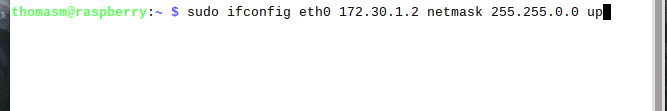 thomasm@raspberry:~ $ sudo ifconfig eth0 172.30.1.2 netmask 255.255.0.0 up